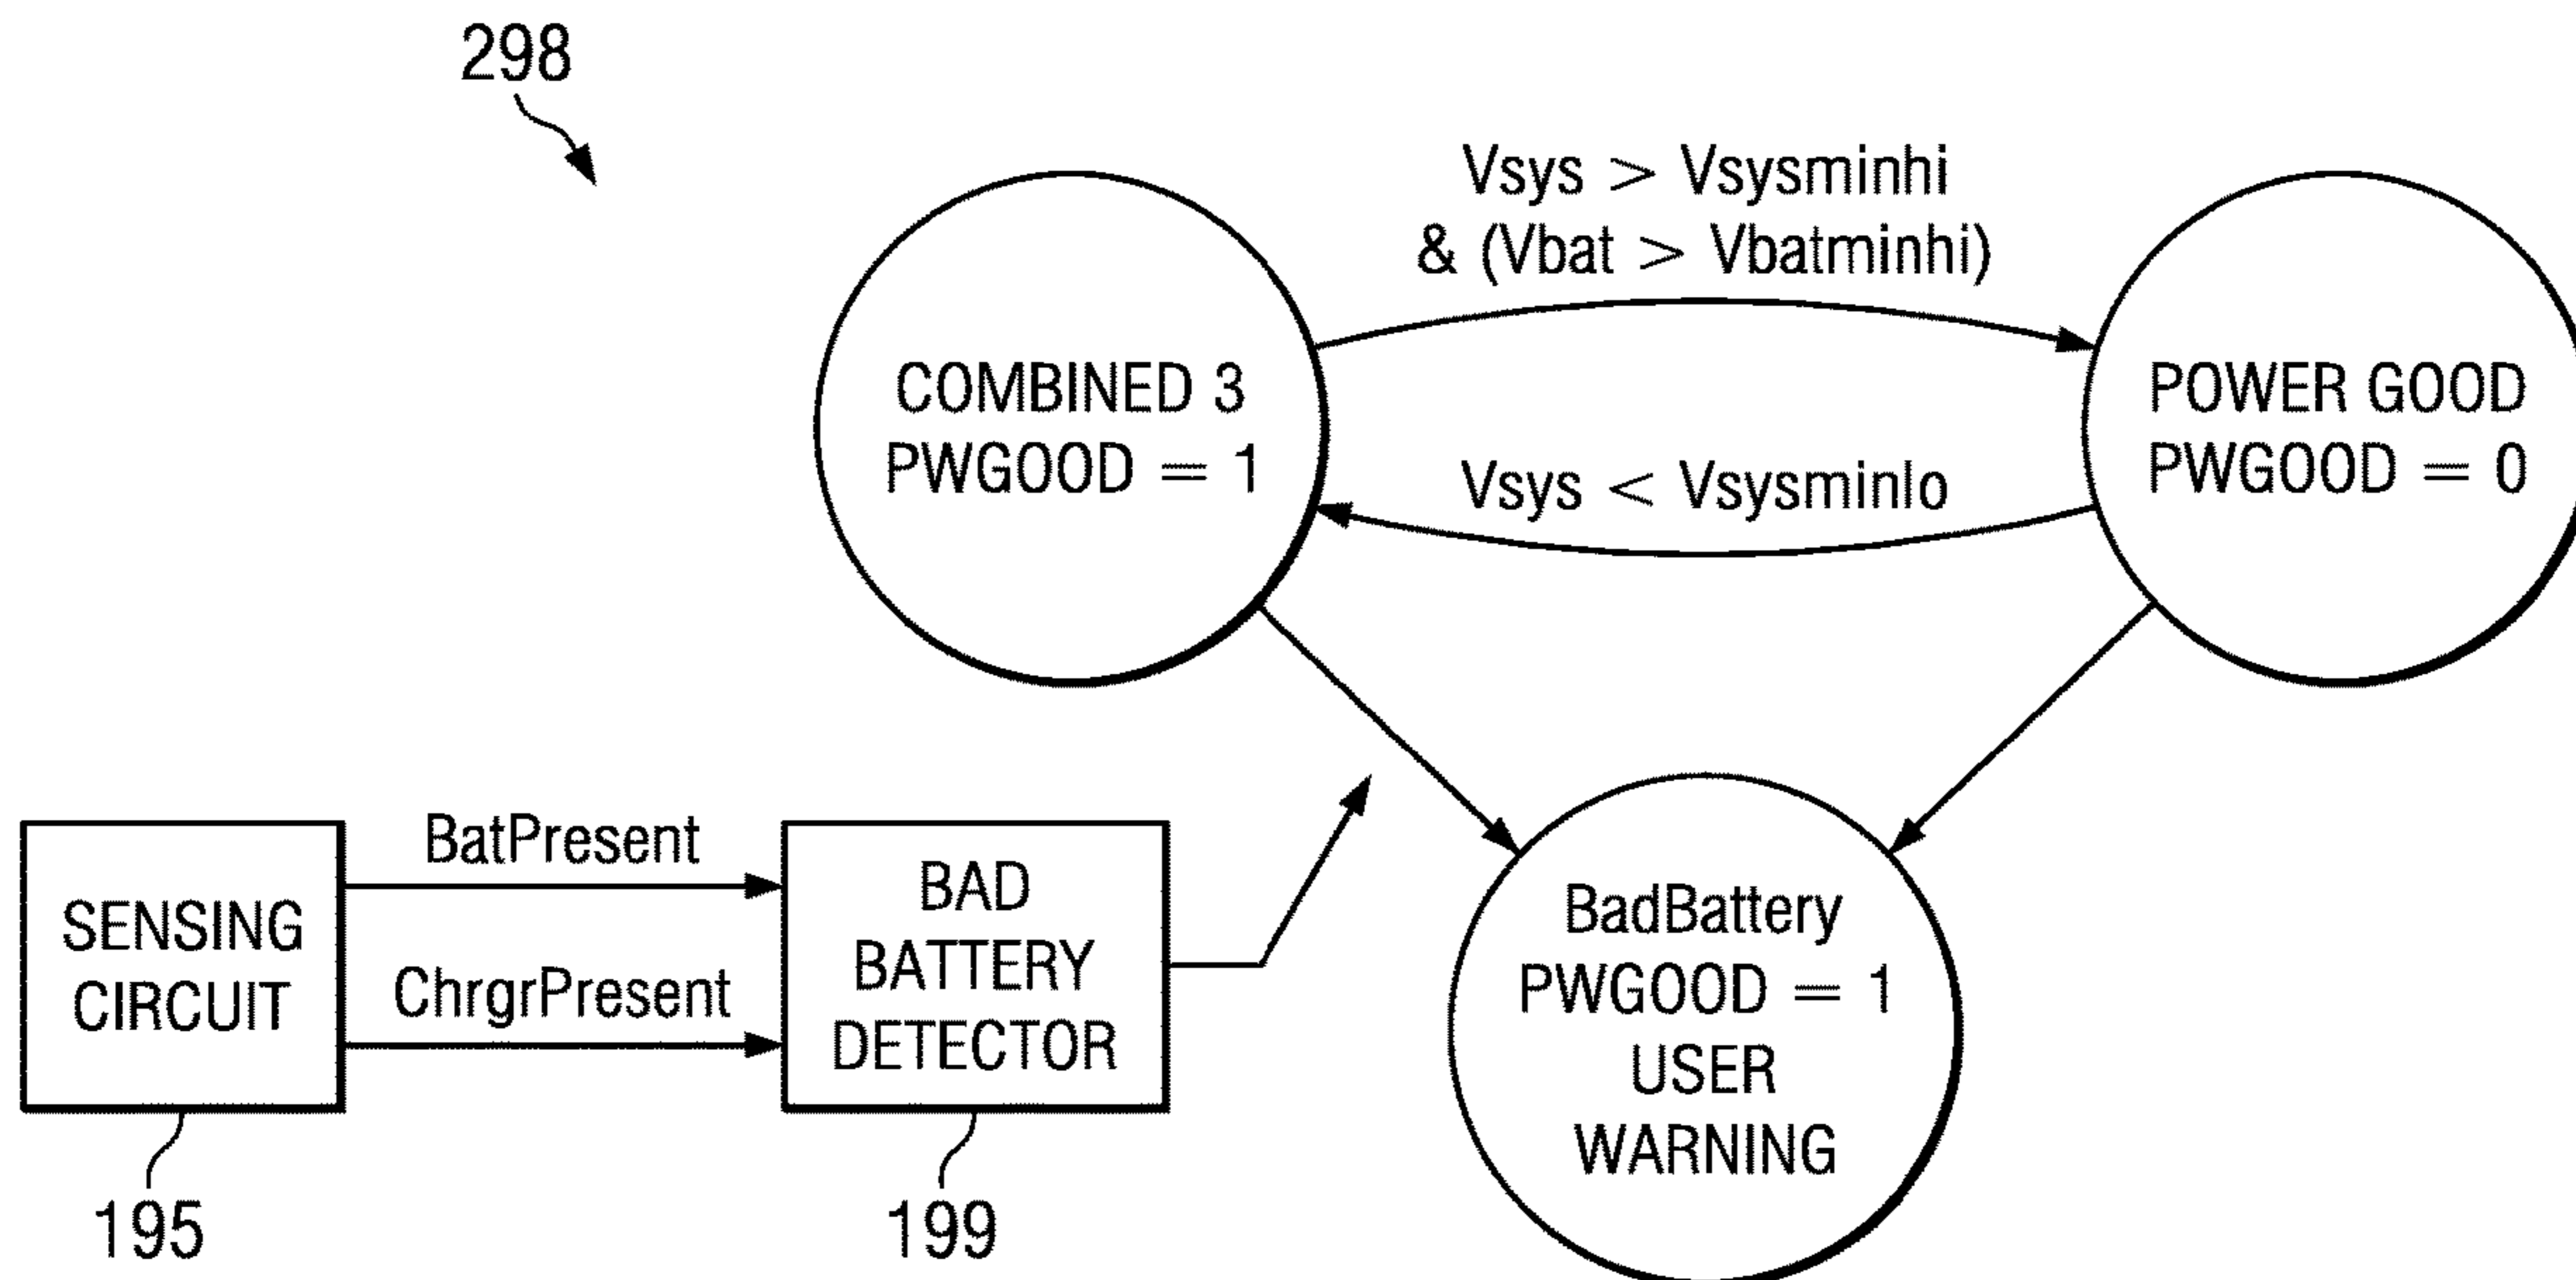 298
Vsys > Vsysminhi
& (Vbat > Vbatminhi)
COMBINED 3
PWGOOD = 1
POWER GOOD
PWGOOD = 0
Vsys < Vsysminlo
SENSING
CIRCUIT
195
BatPresent
ChrgrPresent
BAD
BATTERY
DETECTOR
199
BadBattery
PWGOOD = 1
USER
WARNING